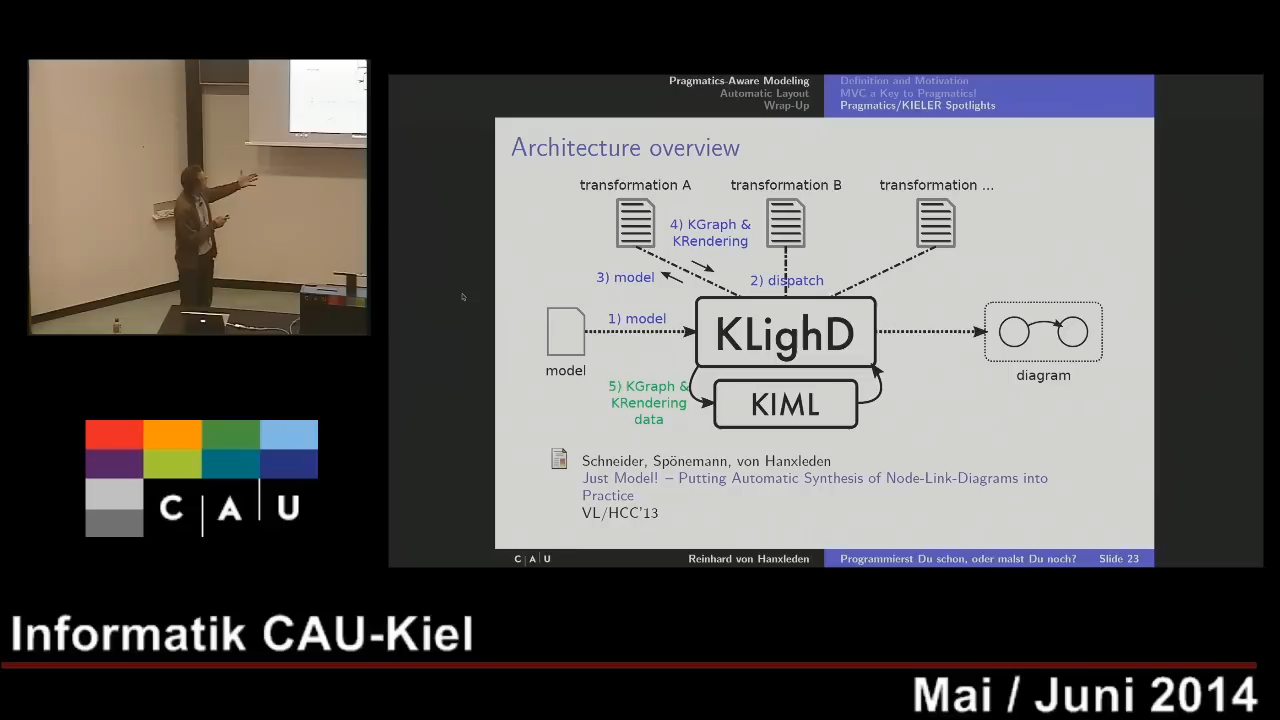 Pragmatics-Aware Modeling
Automatic Layout
Wrap-Up
Definition and Motivation
MVC a Key to Pragmatics!
Pragmatics/KIELER Spotlights
Architecture overview
transformation A
transformation B
transformation ...
4) KGraph &
KRendering
3) model
2) dispatch
1) model
KLighD
model
diagram
5) KGraph &
KRendering
data
KIML
Schneider, Spönemann, von Hanxleden
Just Model! – Putting Automatic Synthesis of Node-Link-Diagrams into
Practice
VL/HCC'13
C A U
Reinhard von Hanxleden
Programmierst Du schon, oder malst Du noch?
Slide 23
C A U
Informatik CAU-Kiel
Mai / Juni 2014